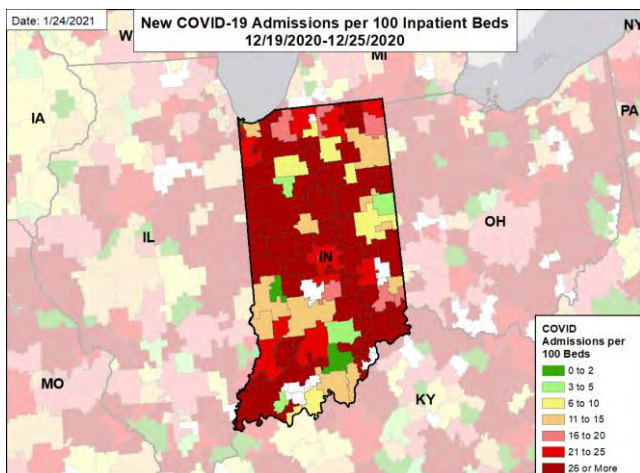 Date: 1/24/2021
New COVID-19 Admissions per 100 Inpatient Beds
12/19/2020-12/25/2020
W
MI
NY
IA
PA
IL
IN
OH
MO
KY
COVID
Admissions per
100 Beds
0 to 2
3 to 5
6 to 10
11 to 15
16 to 20
21 to 25
26 or More